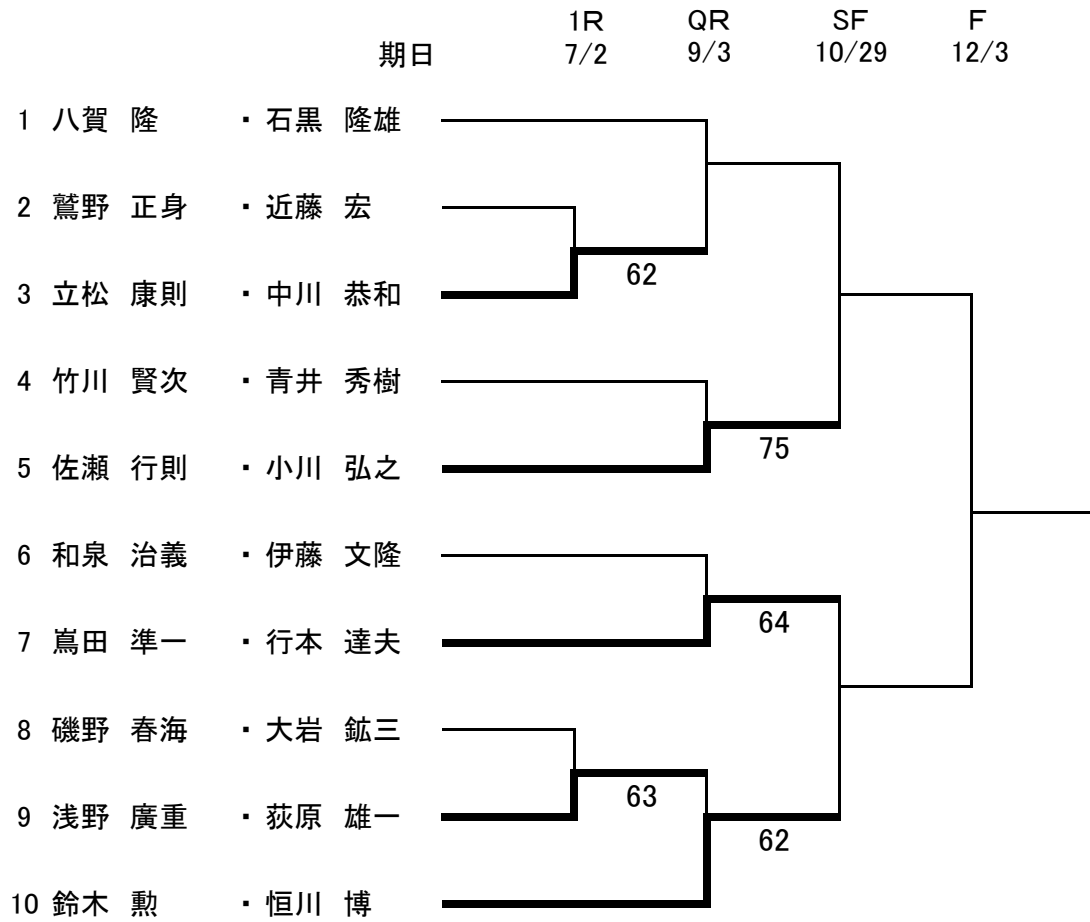 1R QR SF F
期日 7/2 9/3 10/29 12/3
1 八賀 隆 ・ 石黒 隆雄
2 鷲野 正身 ・ 近藤 宏
62
3 立松 康則 ・ 中川 恭和
4 竹川 賢次 ・ 青井 秀樹
75
5 佐瀬 行則 ・ 小川 弘之
6 和泉 治義 ・ 伊藤 文隆
64
7 嶌田 準一 ・ 行本 達夫
8 磯野 春海 ・ 大岩 鉱三
63
9 浅野 廣重 ・ 荻原 雄一
62
10 鈴木 勲 ・ 恒川 博